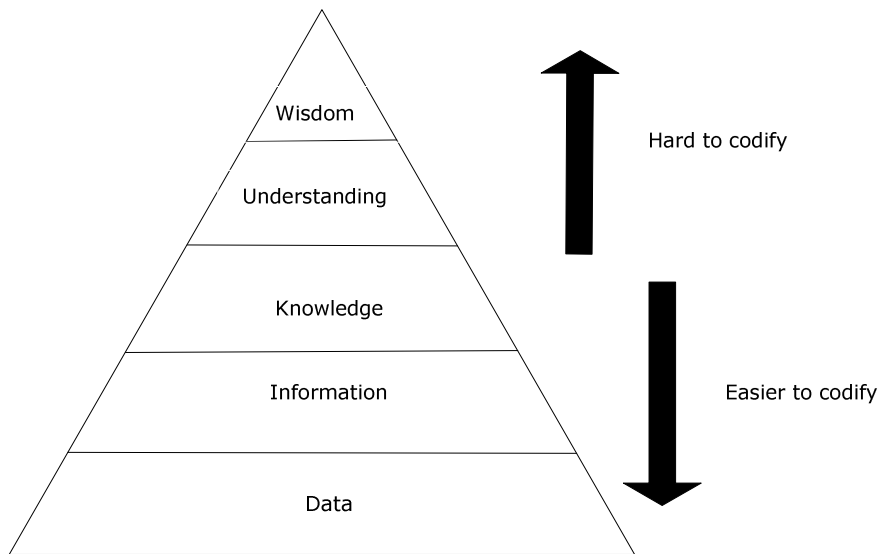 Wisdom
Hard to codify
Understanding
Knowledge
Information
Easier to codify
Data